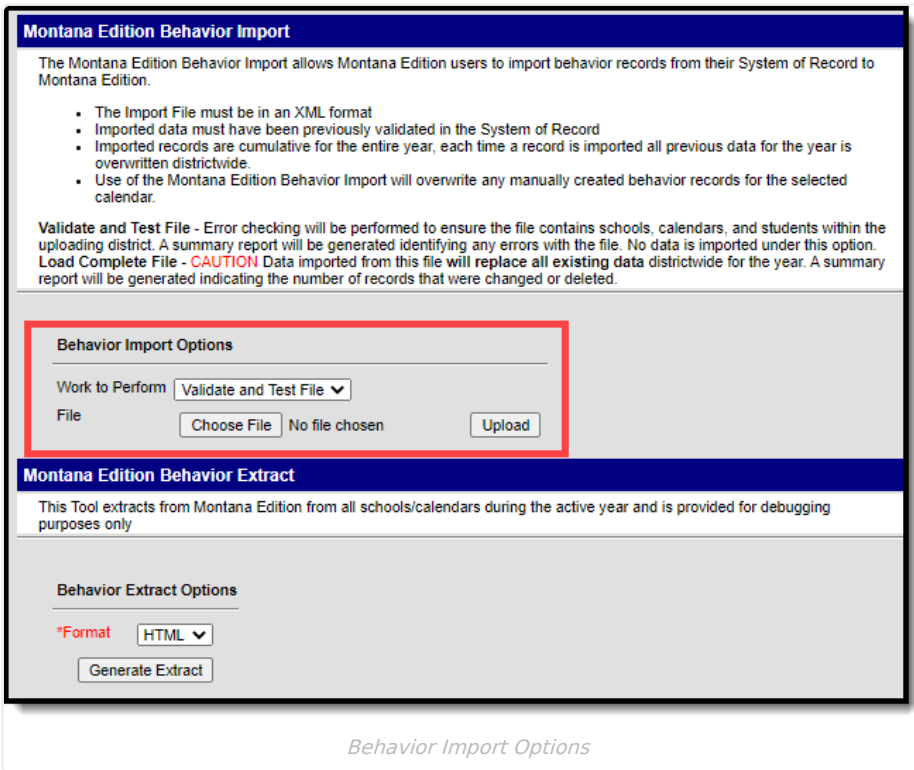 Montana Edition Behavior Import
The Montana Edition Behavior Import allows Montana Edition users to import behavior records from their System of Record to
Montana Edition.
• The Import File must be in an XML format
• Imported data must have been previously validated in the System of Record
• Imported records are cumulative for the entire year, each time a record is imported all previous data for the year is
overwritten districtwide.
• Use of the Montana Edition Behavior Import will overwrite any manually created behavior records for the selected
calendar.
Validate and Test File - Error checking will be performed to ensure the file contains schools, calendars, and students within the
uploading district. A summary report will be generated identifying any errors with the file. No data is imported under this option.
Load Complete File - CAUTION Data imported from this file will replace all existing data districtwide for the year. A summary
report will be generated indicating the number of records that were changed or deleted.
Behavior Import Options
Work to Perform Validate and Test File
File
Choose File No file chosen Upload
Montana Edition Behavior Extract
This Tool extracts from Montana Edition from all schools/calendars during the active year and is provided for debugging
purposes only
Behavior Extract Options
*Format HTML
Generate Extract
Behavior Import Options